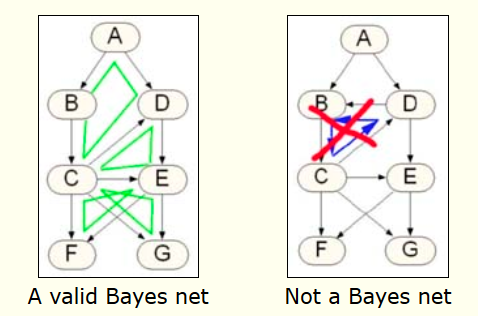 A
B D
C E
F G
A valid Bayes net
A
B D
C E
F G
Not a Bayes net